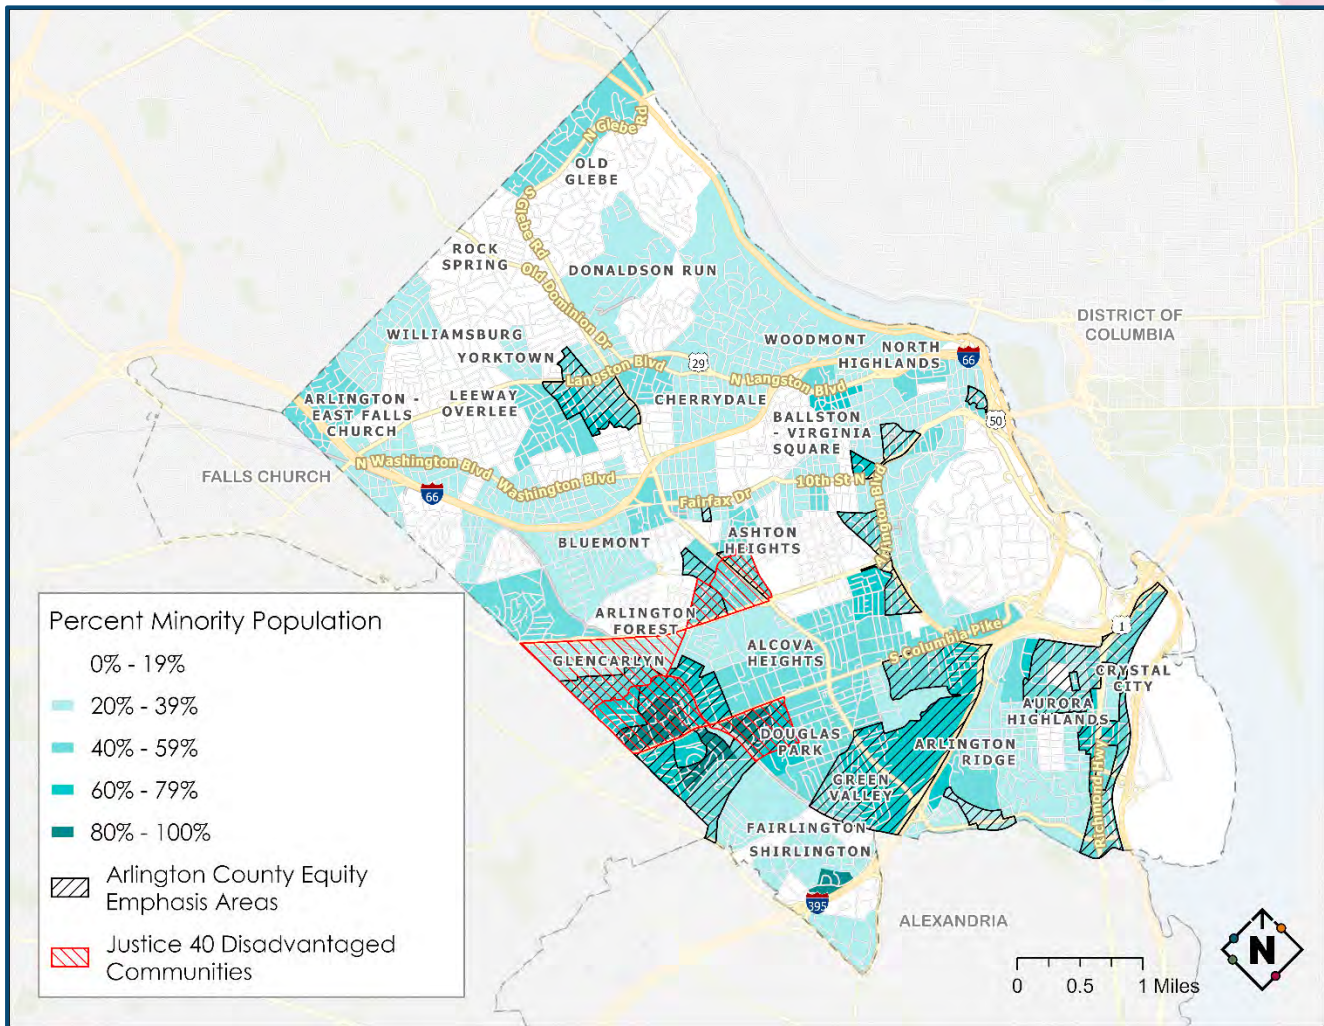 N Glebe Rd
OLD
GLEBE
S Glebe Rd
ROCK
SPRING
Old Dominion Dr
DONALDSON RUN
DISTRICT OF
COLUMBIA
WILLIAMSBURG
YORKTOWN
WOODMONT
NORTH
HIGHLANDS
66
29
Langston Blvd
N Langston Blvd
LEEWAY
OVERLEE
CHERRYDALE
ARLINGTON -
EAST FALLS
CHURCH
BALLSTON
- VIRGINIA
SQUARE
50
FALLS CHURCH
N Washington Blvd
Washington Blvd
66
10th St N
Fairfax Dr
Arlington Blvd
BLUEMONT
ASHTON
HEIGHTS
ARLINGTON
FOREST
1
S Columbia Pike
GLENCARLYN
ALCOVA
HEIGHTS
CRYSTAL
CITY
AURORA
HIGHLANDS
DOUGLAS
PARK
ARLINGTON
RIDGE
Richmond Hwy
GREEN
VALLEY
FAIRLINGTON
SHIRLINGTON
395
ALEXANDRIA
Percent Minority Population
0% - 19%
20% - 39%
40% - 59%
60% - 79%
80% - 100%
Arlington County Equity
Emphasis Areas
Justice 40 Disadvantaged
Communities
N
0 0.5 1 Miles